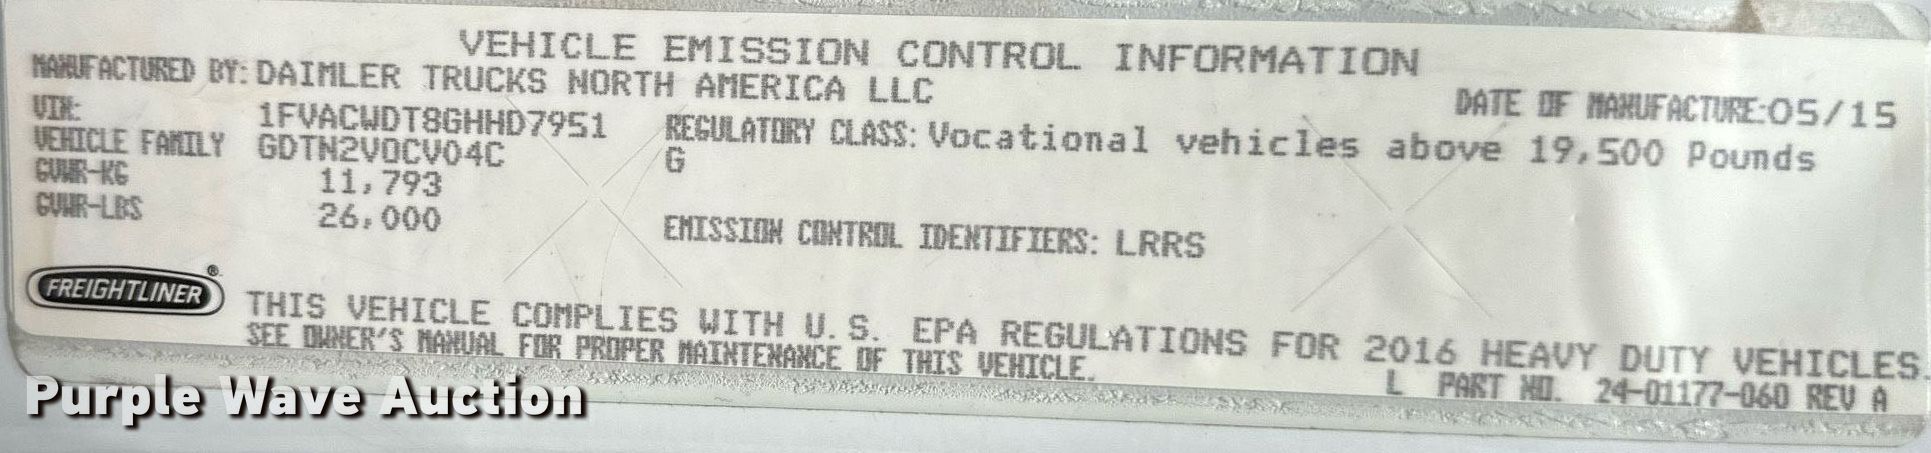 VEHICLE EMISSION CONTROL INFORMATION
MANUFACTURED BY: DAIMLER TRUCKS NORTH AMERICA LLC
DATE OF MANUFACTURE: 05/15
VIN: 1FVACWDT8GHHD7951
REGULATORY CLASS: Vocational vehicles above 19,500 Pounds
VEHICLE FAMILY GDTN2VOCV04C
G
GVWR-KG 11,793
GVWR-LBS 26,000
EMISSION CONTROL IDENTIFIERS: LRRS
FREIGHTLINER®
THIS VEHICLE COMPLIES WITH U.S. EPA REGULATIONS FOR 2016 HEAVY DUTY VEHICLES.
SEE OWNER'S MANUAL FOR PROPER MAINTENANCE OF THIS VEHICLE.
L PART NO. 24-01177-060 REV A
Purple Wave Auction